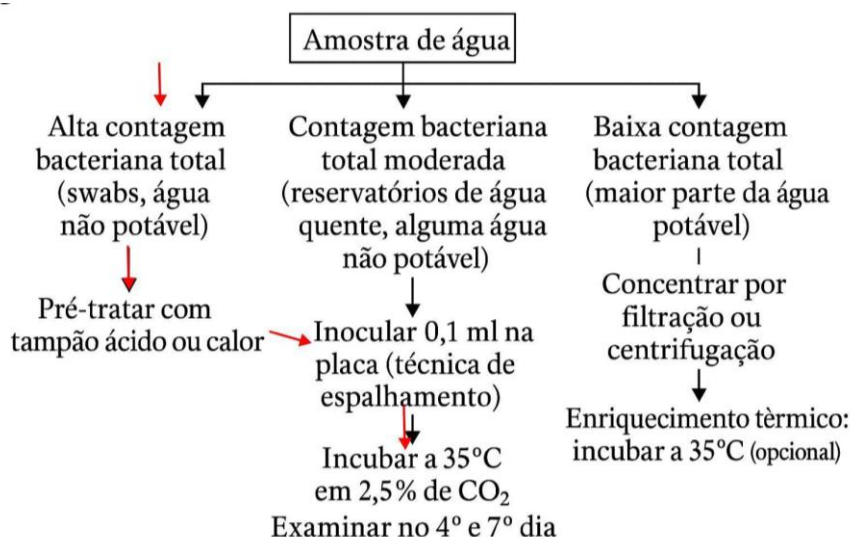 Amostra de água
Alta contagem
bacteriana total
(swabs, água
não potável)
Pré-tratar com
tampão ácido ou calor
Contagem bacteriana
total moderada
(reservatórios de água
quente, alguma água
não potável)
Inocular 0,1 ml na
placa (técnica de
espalhamento)
Incubar a 35°C
em 2,5% de CO₂
Examinar no 4º e 7º dia
Baixa contagem
bacteriana total
(maior parte da água
potável)
Concentrar por
filtração ou
centrifugação
Enriquecimento tèrmico:
incubar a 35°C (opcional)